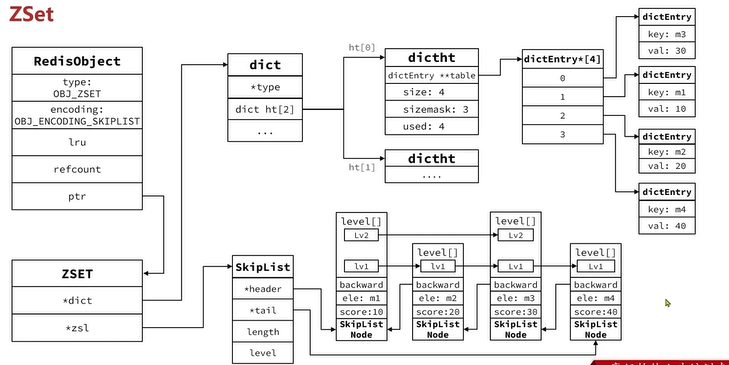 ZSet
RedisObject
type:
OBJ_ZSET
encoding:
OBJ_ENCODING_SKIPLIST
lru
refcount
ptr
ZSET
*dict
*zsl
dict
*type
dict ht[2]
...
ht[0]
ht[1]
dictht
dictEntry **table
size: 4
sizemask: 3
used: 4
dictht
....
dictEntry*[4]
0
1
2
3
dictEntry
key: m3
val: 30
dictEntry
key: m1
val: 10
dictEntry
key: m2
val: 20
dictEntry
key: m4
val: 40
SkipList
*header
*tail
length
level
level[]
Lv2
lv1
backward
ele: m1
score:10
SkipList
Node
level[]
lv1
backward
ele: m2
score:20
SkipList
Node
level[]
Lv2
Lv1
backward
ele: m3
score:30
SkipList
Node
level[]
Lv1
backward
ele: m4
score:40
SkipList
Node